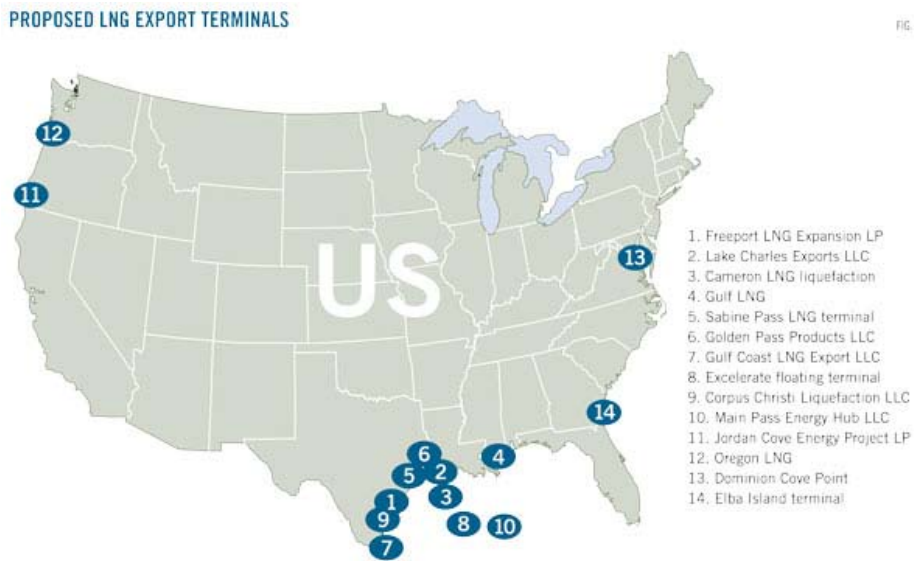 PROPOSED LNG EXPORT TERMINALS
FIG.
12
11
US
13
14
6
4
5
2
1
3
9
8
10
7
1. Freeport LNG Expansion LP
2. Lake Charles Exports LLC
3. Cameron LNG liquefaction
4. Gulf LNG
5. Sabine Pass LNG terminal
6. Golden Pass Products LLC
7. Gulf Coast LNG Export LLC
8. Excelerate floating terminal
9. Corpus Christi Liquefaction LLC
10. Main Pass Energy Hub LLC
11. Jordan Cove Energy Project LP
12. Oregon LNG
13. Dominion Cove Point
14. Elba Island terminal